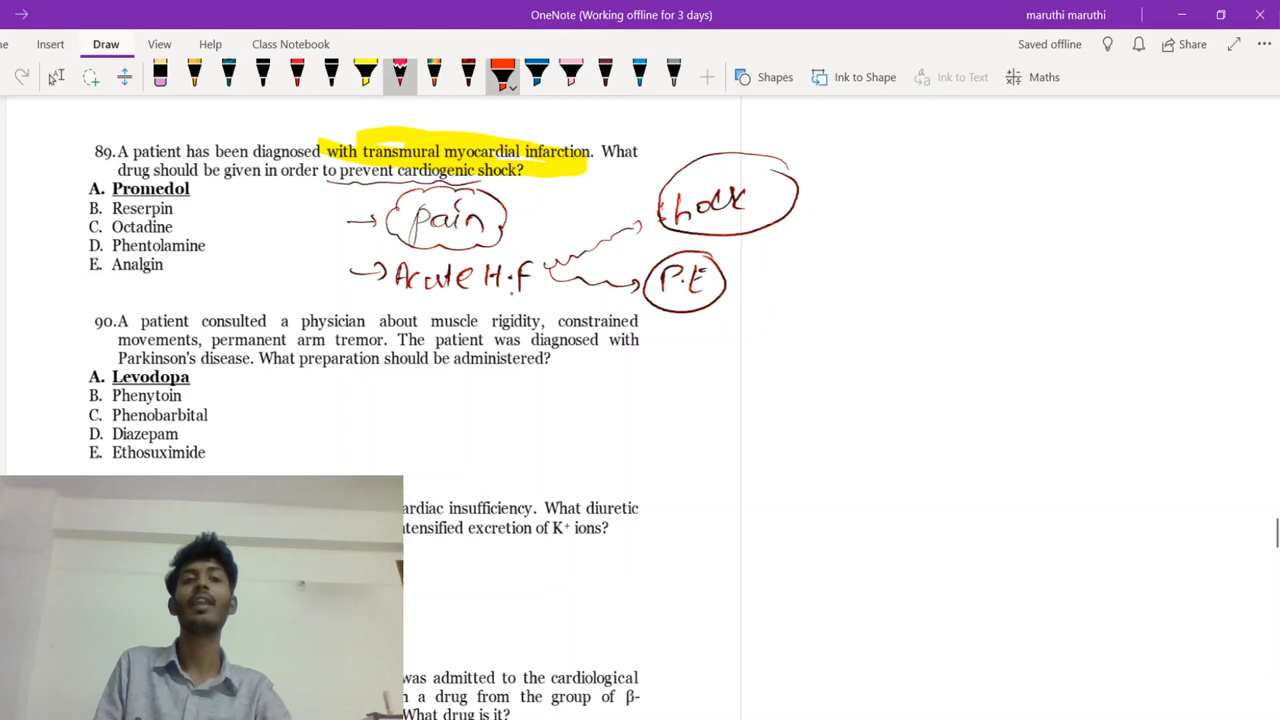 OneNote (Working offline for 3 days)
maruthi maruthi
Insert Draw View Help Class Notebook
Saved offline Share
Shapes Ink to Shape Ink to Text Maths
89. A patient has been diagnosed with transmural myocardial infarction. What
drug should be given in order to prevent cardiogenic shock?
A. Promedol
B. Reserpin
C. Octadine
D. Phentolamine
E. Analgin
pain
Acute H.F
shock
P.E
90. A patient consulted a physician about muscle rigidity, constrained
movements, permanent arm tremor. The patient was diagnosed with
Parkinson's disease. What preparation should be administered?
A. Levodopa
B. Phenytoin
C. Phenobarbital
D. Diazepam
E. Ethosuximide
ardiac insufficiency. What diuretic
tensified excretion of K⁺ ions?
was admitted to the cardiological
a drug from the group of β-
What drug is it?